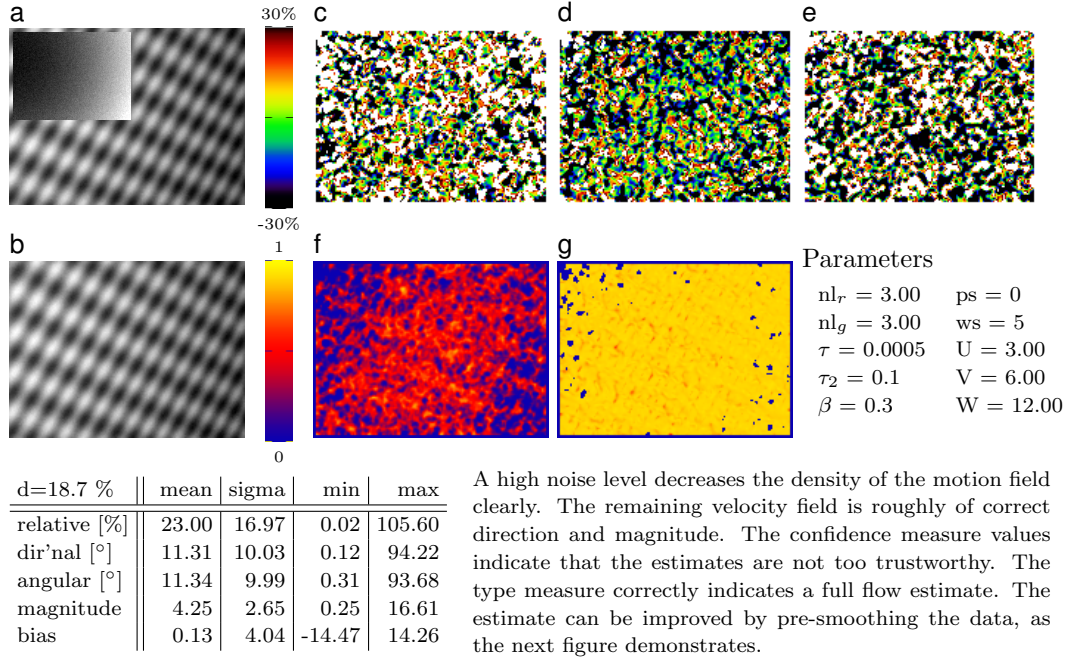 a
30%
-30%
c
d
e
b
1
0
f
g
Parameters
nl_r = 3.00 ps = 0
nl_g = 3.00 ws = 5
τ = 0.0005 U = 3.00
τ₂ = 0.1 V = 6.00
β = 0.3 W = 12.00
d=18.7 % mean sigma min max
relative [%] 23.00 16.97 0.02 105.60
dir'nal [°] 11.31 10.03 0.12 94.22
angular [°] 11.34 9.99 0.31 93.68
magnitude 4.25 2.65 0.25 16.61
bias 0.13 4.04 -14.47 14.26
A high noise level decreases the density of the motion field
clearly. The remaining velocity field is roughly of correct
direction and magnitude. The confidence measure values
indicate that the estimates are not too trustworthy. The
type measure correctly indicates a full flow estimate. The
estimate can be improved by pre-smoothing the data, as
the next figure demonstrates.